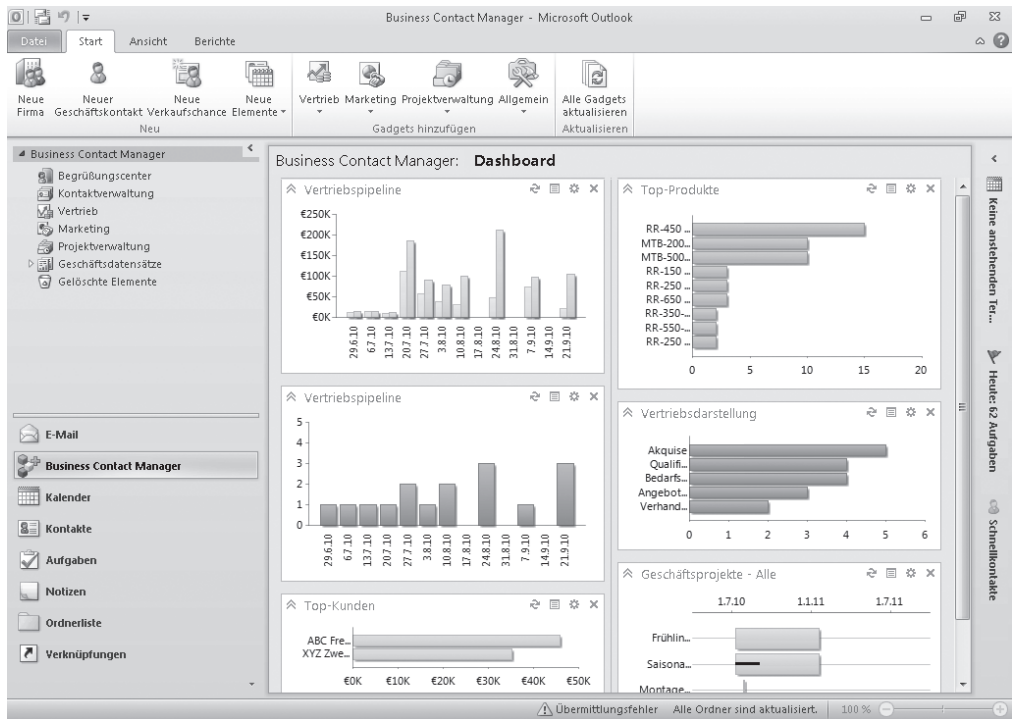 Business Contact Manager - Microsoft Outlook
Datei Start Ansicht Berichte
Neue Firma
Neuer Geschäftskontakt
Neue Verkaufschance
Neue Elemente
Vertrieb Marketing Projektverwaltung Allgemein
Alle Gadgets aktualisieren
Neu
Gadgets hinzufügen
Aktualisieren
Business Contact Manager
Begrüßungscenter
Kontaktverwaltung
Vertrieb
Marketing
Projektverwaltung
Geschäftsdatensätze
Gelöschte Elemente
E-Mail
Business Contact Manager
Kalender
Kontakte
Aufgaben
Notizen
Ordnerliste
Verknüpfungen
Business Contact Manager: Dashboard
Vertriebspipeline
€250K
€200K
€150K
€100K
€50K
€0K
29.6.10 6.7.10 13.7.10 20.7.10 27.7.10 3.8.10 10.8.10 17.8.10 24.8.10 31.8.10 7.9.10 14.9.10 21.9.10
Vertriebspipeline
5
4
3
2
1
0
29.6.10 6.7.10 13.7.10 20.7.10 27.7.10 3.8.10 10.8.10 17.8.10 24.8.10 31.8.10 7.9.10 14.9.10 21.9.10
Top-Kunden
ABC Fre...
XYZ Zwe...
€0K €10K €20K €30K €40K €50K
Top-Produkte
RR-450 ...
MTB-200...
MTB-500...
RR-150 ...
RR-250 ...
RR-650 ...
RR-350-...
RR-550-...
RR-250 ...
0 5 10 15 20
Vertriebsdarstellung
Akquise
Qualifi...
Bedarfs...
Angebot...
Verhand...
0 1 2 3 4 5 6
Geschäftsprojekte - Alle
1.7.10 1.1.11 1.7.11
Frühlin...
Saisona...
Montage...
Keine anstehenden Ter...
Heute: 62 Aufgaben
Schnellkontakte
Übermittlungsfehler Alle Ordner sind aktualisiert. 100 %